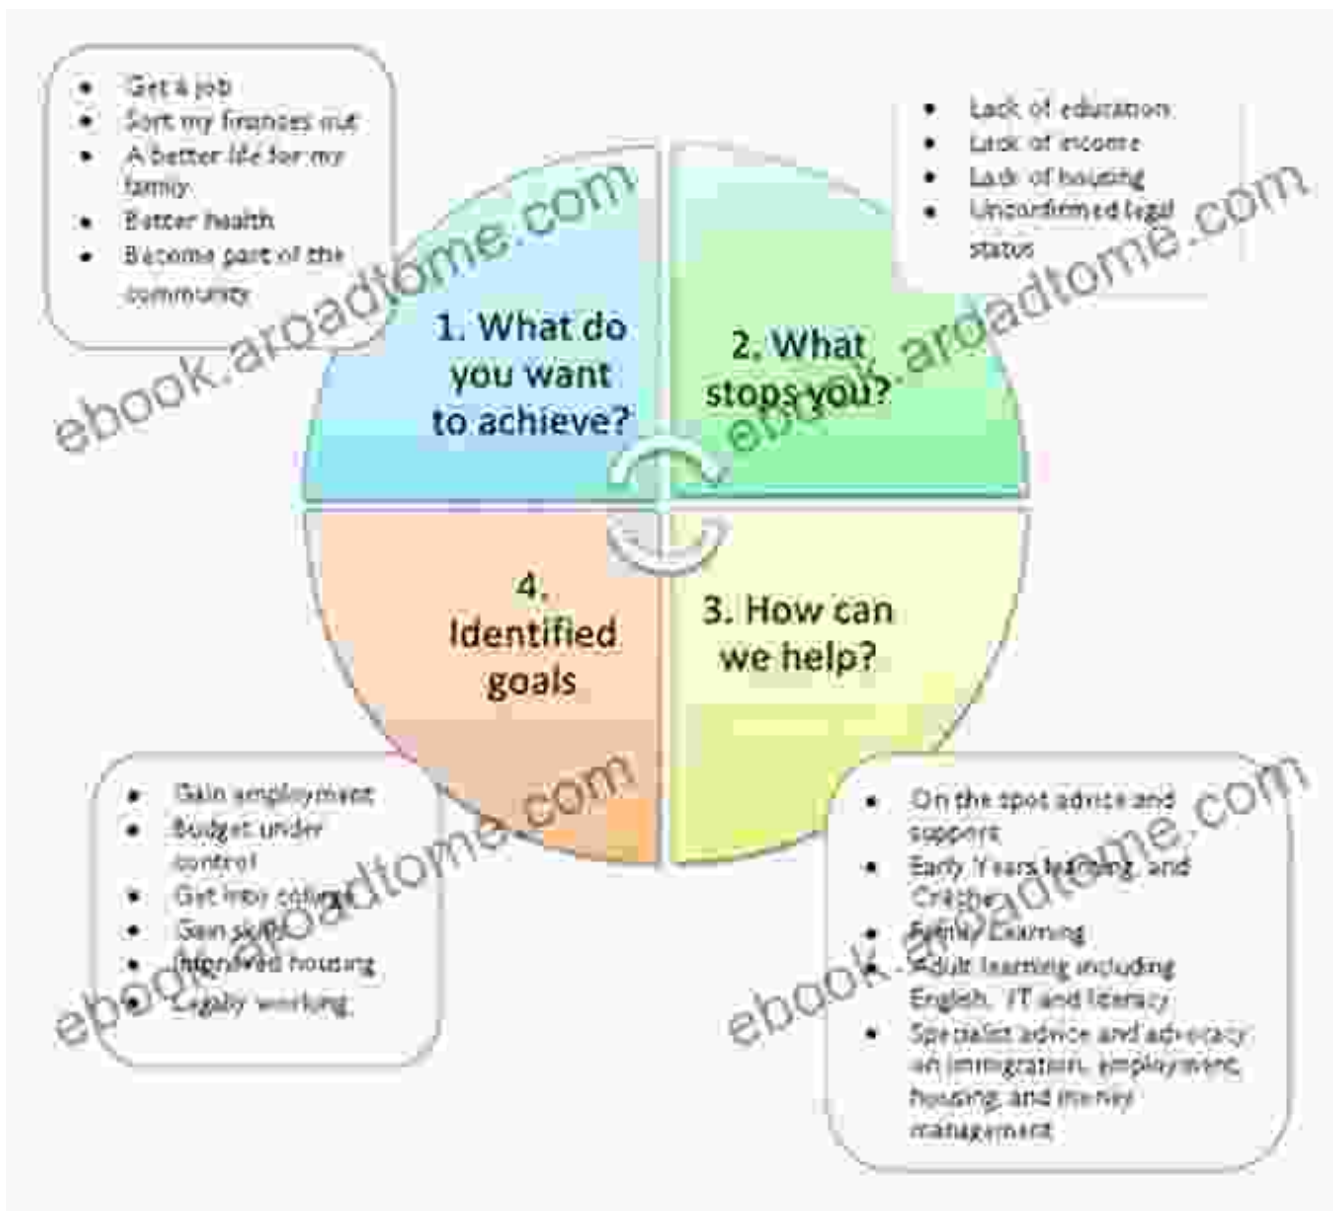 • Get a job
• Sort my finances out
• A better life for my
family
• Better health
• Become part of the
community
• Lack of education
• Lack of income
• Lack of housing
• Unconfirmed legal
status
1. What do
you want
to achieve?
2. What
stops you?
4.
Identified
goals
3. How can
we help?
• Gain employment
• Budget under
control
• Get into college
• Gain skills
• Improved housing
• Legally working
• On the spot advice and
support
• Early Years learning, and
Crèche
• Family Learning
• Adult learning including
English, IT and literacy
• Specialist advice and advocacy
on immigration, employment,
housing, and money
management
ebook.aroadtome.com
ebook.aroadtome.com
ebook.aroadtome.com
ebook.aroadtome.com